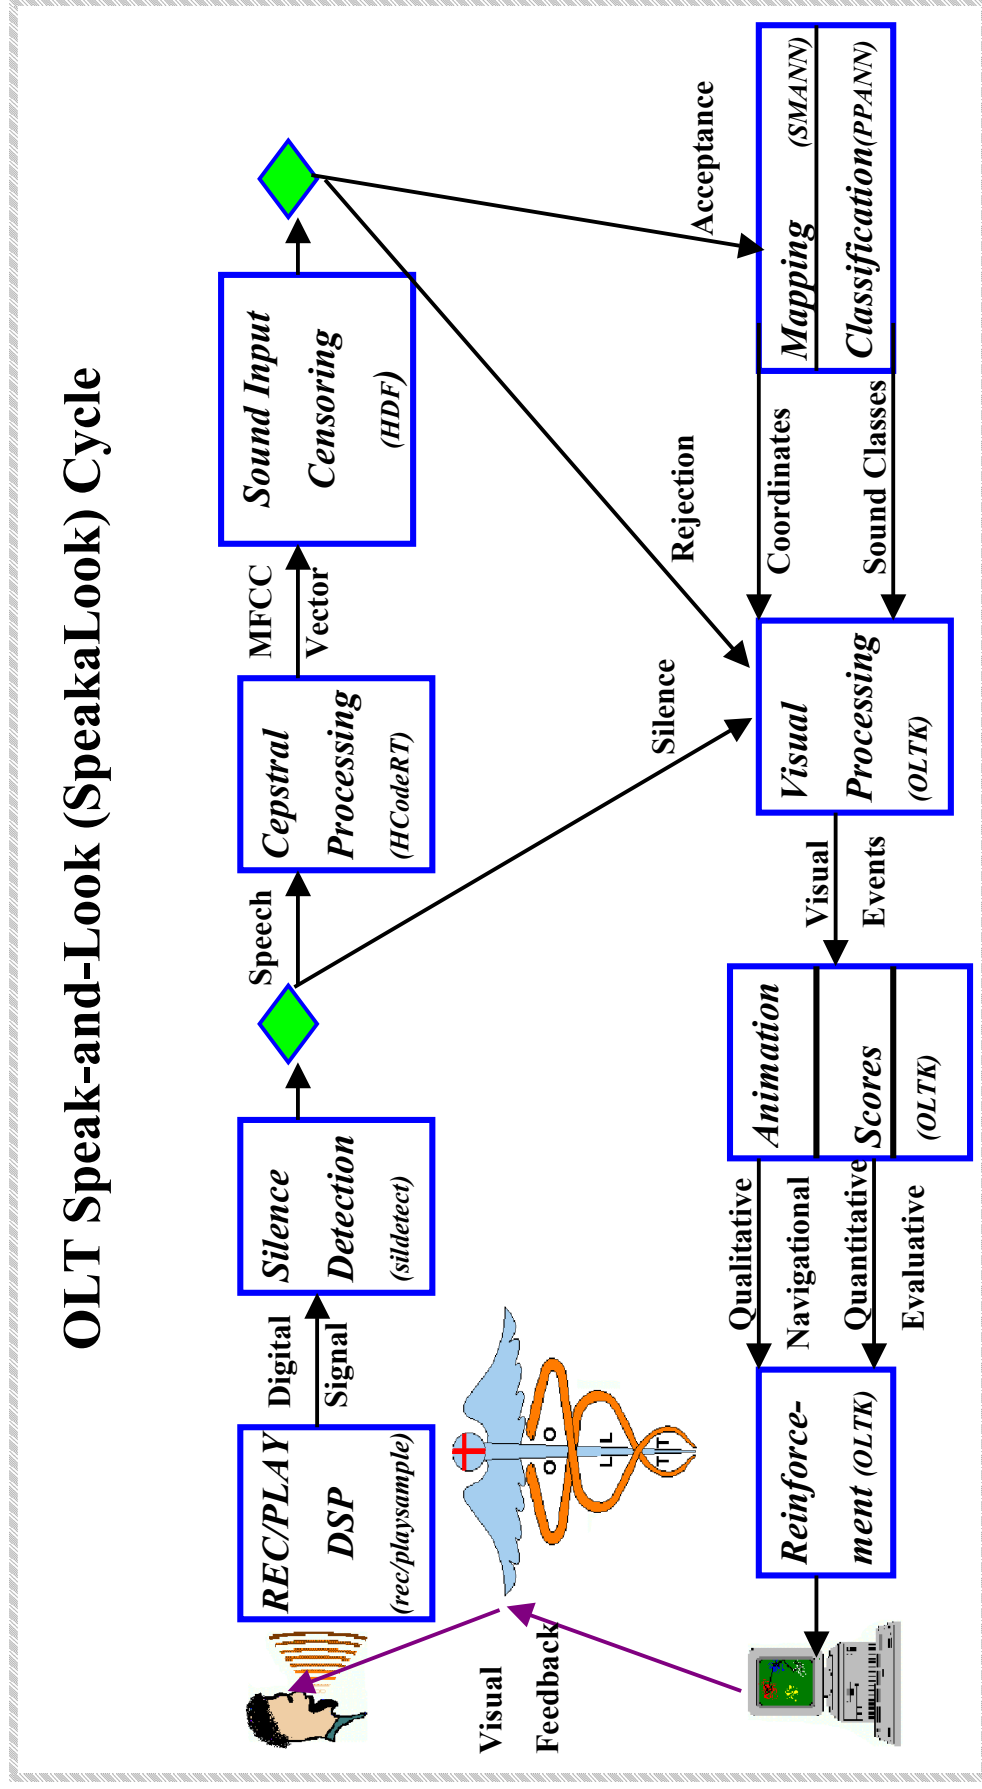 OLT Speak-and-Look (SpeakaLook) Cycle
REC/PLAY
DSP
(rec/playsample)
Digital
Signal
Silence
Detection
(sildetect)
Speech
Cepstral
Processing
(HCodeRT)
MFCC
Vector
Sound Input
Censoring
(HDF)
Silence
Rejection
Acceptance
Mapping (SMANN)
Classification(PPANN)
Coordinates
Sound Classes
Visual
Processing
(OLTK)
Visual
Events
Animation
Scores
(OLTK)
Qualitative
Navigational
Quantitative
Evaluative
Reinforce-
ment (OLTK)
Visual
Feedback
O O
L L
T T